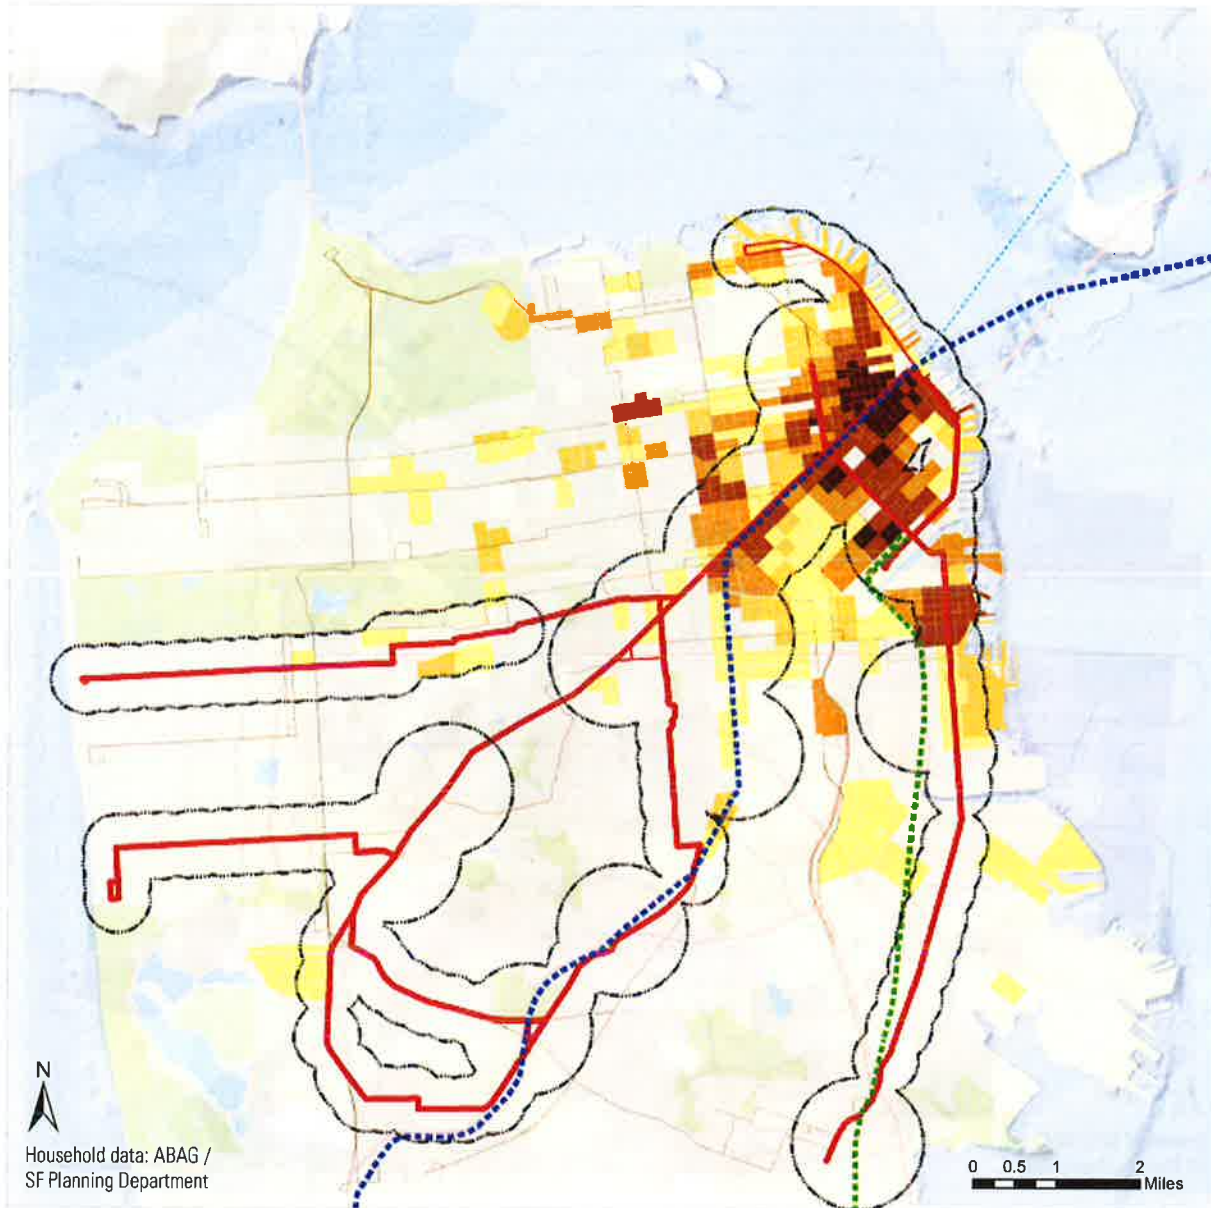 N
Household data: ABAG /
SF Planning Department
0 0.5 1 2
Miles